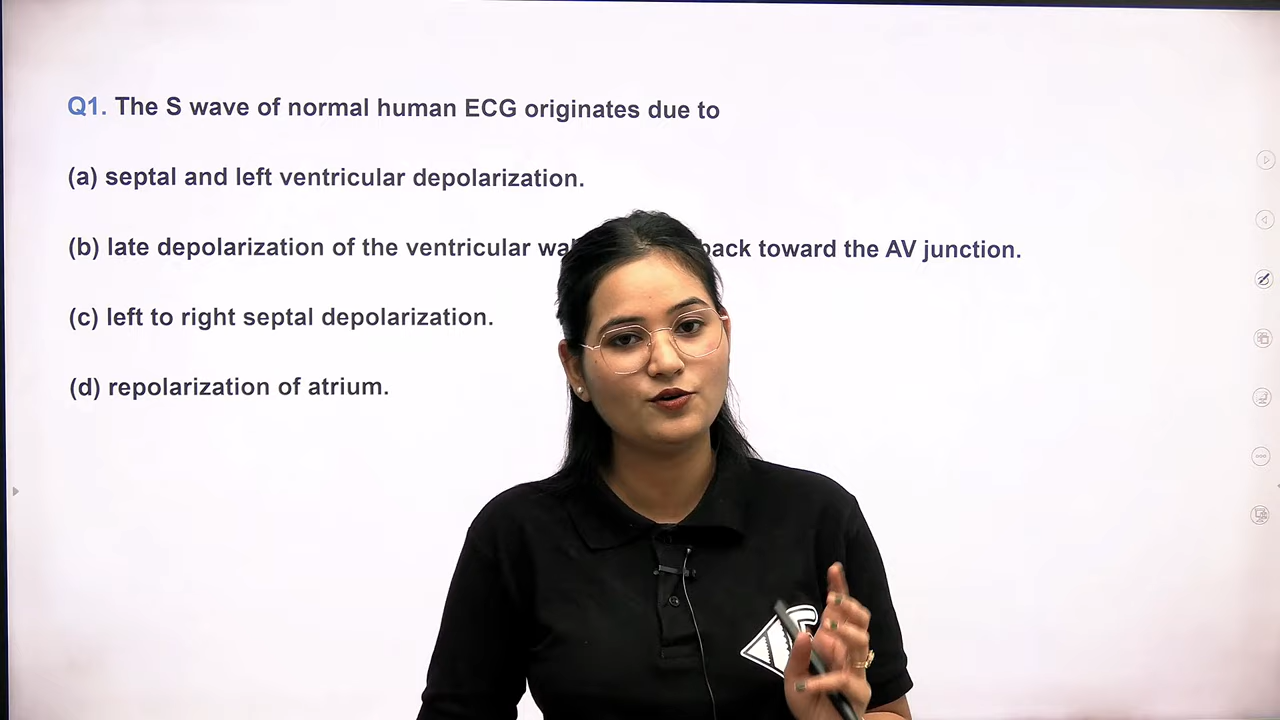 Q1. The S wave of normal human ECG originates due to
(a) septal and left ventricular depolarization.
(b) late depolarization of the ventricular back toward the AV junction.
(c) left to right septal depolarization.
(d) repolarization of atrium.